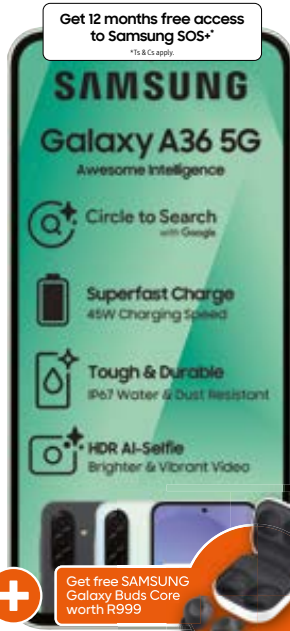 Get 12 months free access
to Samsung SOS+*
*Ts & Cs apply.
SAMSUNG
Galaxy A36 5G
Awesome Intelligence
Circle to Search
with Google
Superfast Charge
45W Charging Speed
Tough & Durable
IP67 Water & Dust Resistant
HDR AI-Selfie
Brighter & Vibrant Video
+
Get free SAMSUNG
Galaxy Buds Core
worth R999